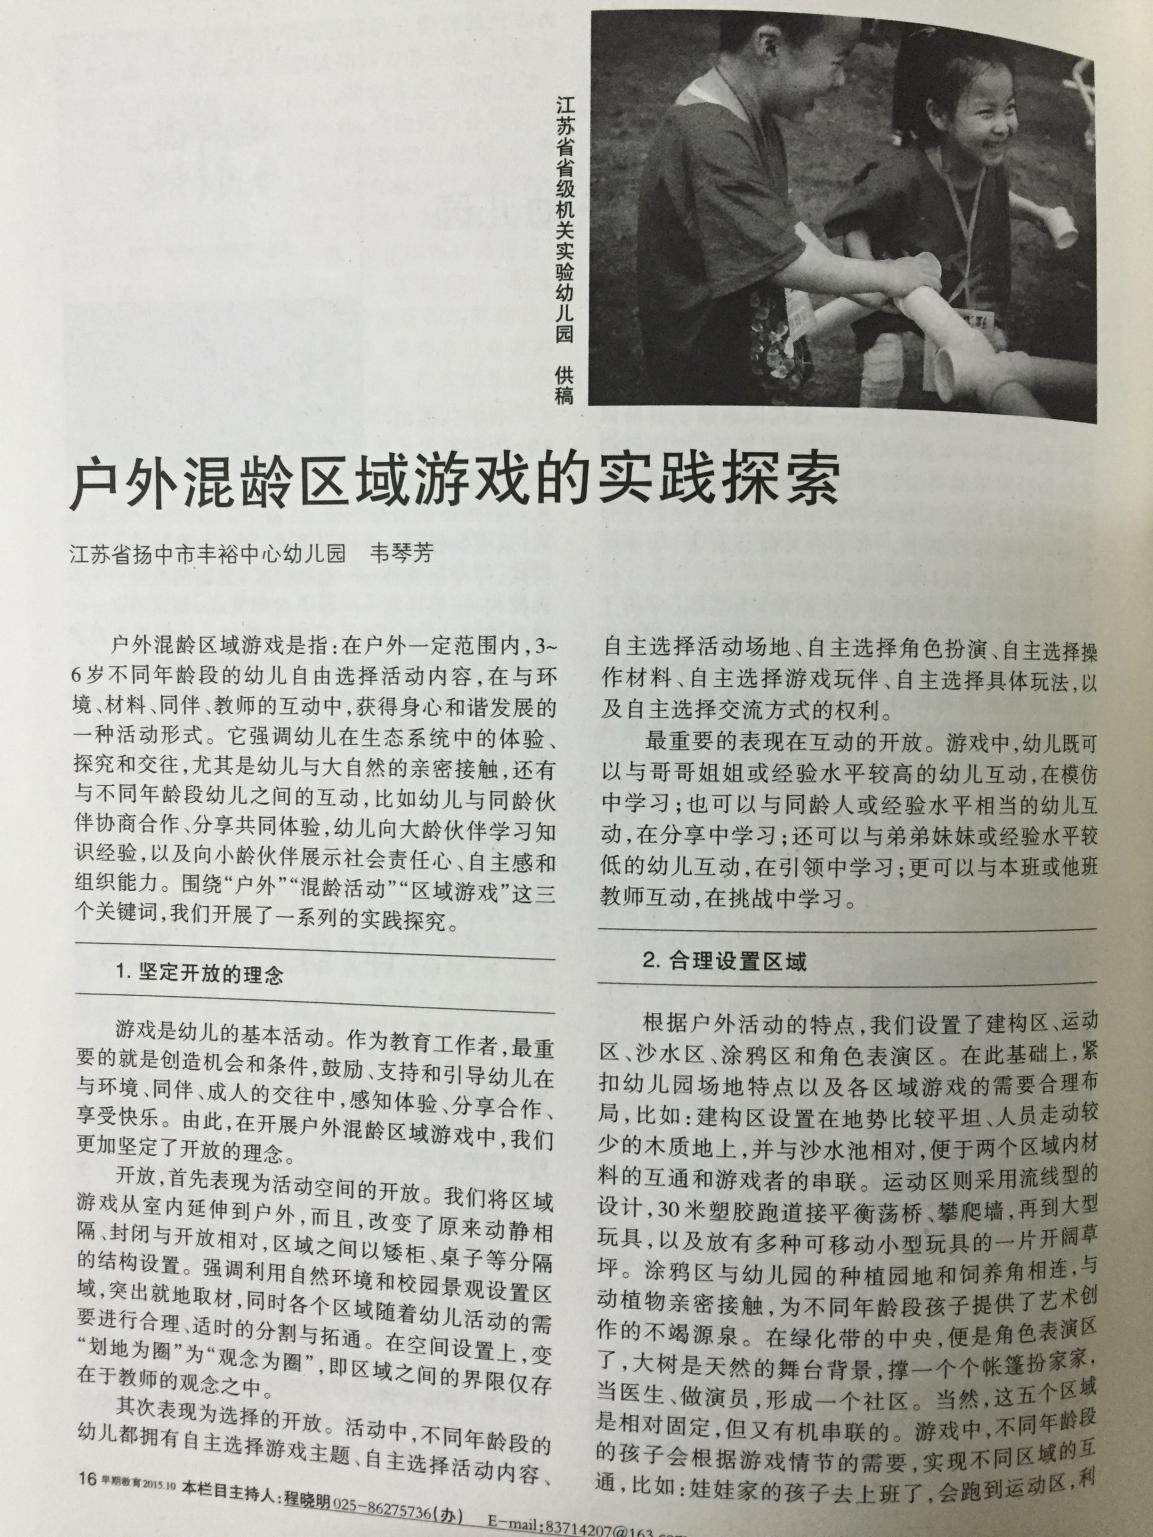 江苏省省级机关实验幼儿园 供稿
户外混龄区域游戏的实践探索
江苏省扬中市丰裕中心幼儿园 韦琴芳
户外混龄区域游戏是指:在户外一定范围内,3~
6岁不同年龄段的幼儿自由选择活动内容,在与环
境、材料、同伴、教师的互动中,获得身心和谐发展的
一种活动形式。它强调幼儿在生态系统中的体验、
探究和交往,尤其是幼儿与大自然的亲密接触,还有
与不同年龄段幼儿之间的互动,比如幼儿与同龄伙
伴协商合作、分享共同体验,幼儿向大龄伙伴学习知
识经验,以及向小龄伙伴展示社会责任心、自主感和
组织能力。围绕“户外”“混龄活动”“区域游戏”这三
个关键词,我们开展了一系列的实践探究。
1. 坚定开放的理念
游戏是幼儿的基本活动。作为教育工作者,最重
要的就是创造机会和条件,鼓励、支持和引导幼儿在
与环境、同伴、成人的交往中,感知体验、分享合作、
享受快乐。由此,在开展户外混龄区域游戏中,我们
更加坚定了开放的理念。
开放,首先表现为活动空间的开放。我们将区域
游戏从室内延伸到户外,而且,改变了原来动静相
隔、封闭与开放相对,区域之间以矮柜、桌子等分隔
的结构设置。强调利用自然环境和校园景观设置区
域,突出就地取材,同时各个区域随着幼儿活动的需
要进行合理、适时的分割与拓通。在空间设置上,变
“划地为圈”为“观念为圈”,即区域之间的界限仅存
在于教师的观念之中。
其次表现为选择的开放。活动中,不同年龄段的
幼儿都拥有自主选择游戏主题、自主选择活动内容、
自主选择活动场地、自主选择角色扮演、自主选择操
作材料、自主选择游戏玩伴、自主选择具体玩法,以
及自主选择交流方式的权利。
最重要的表现在互动的开放。游戏中,幼儿既可
以与哥哥姐姐或经验水平较高的幼儿互动,在模仿
中学习;也可以与同龄人或经验水平相当的幼儿互
动,在分享中学习;还可以与弟弟妹妹或经验水平较
低的幼儿互动,在引领中学习;更可以与本班或他班
教师互动,在挑战中学习。
2. 合理设置区域
根据户外活动的特点,我们设置了建构区、运动
区、沙水区、涂鸦区和角色表演区。在此基础上,紧
扣幼儿园场地特点以及各区域游戏的需要合理布
局,比如:建构区设置在地势比较平坦、人员走动较
少的木质地上,并与沙水池相对,便于两个区域内材
料的互通和游戏者的串联。运动区则采用流线型的
设计,30米塑胶跑道接平衡荡桥、攀爬墙,再到大型
玩具,以及放有多种可移动小型玩具的一片开阔草
坪。涂鸦区与幼儿园的种植园地和饲养角相连,与
动植物亲密接触,为不同年龄段孩子提供了艺术创
作的不竭源泉。在绿化带的中央,便是角色表演区
了,大树是天然的舞台背景,撑一个个帐篷扮家家,
当医生、做演员,形成一个社区。当然,这五个区域
是相对固定,但又有机串联的。游戏中,不同年龄段
的孩子会根据游戏情节的需要,实现不同区域的互
通,比如:娃娃家的孩子去上班了,会跑到运动区,利
16 早期教育2015.10 本栏目主持人:程晓明 025-86275736(办) E-mail:83714207@163.com